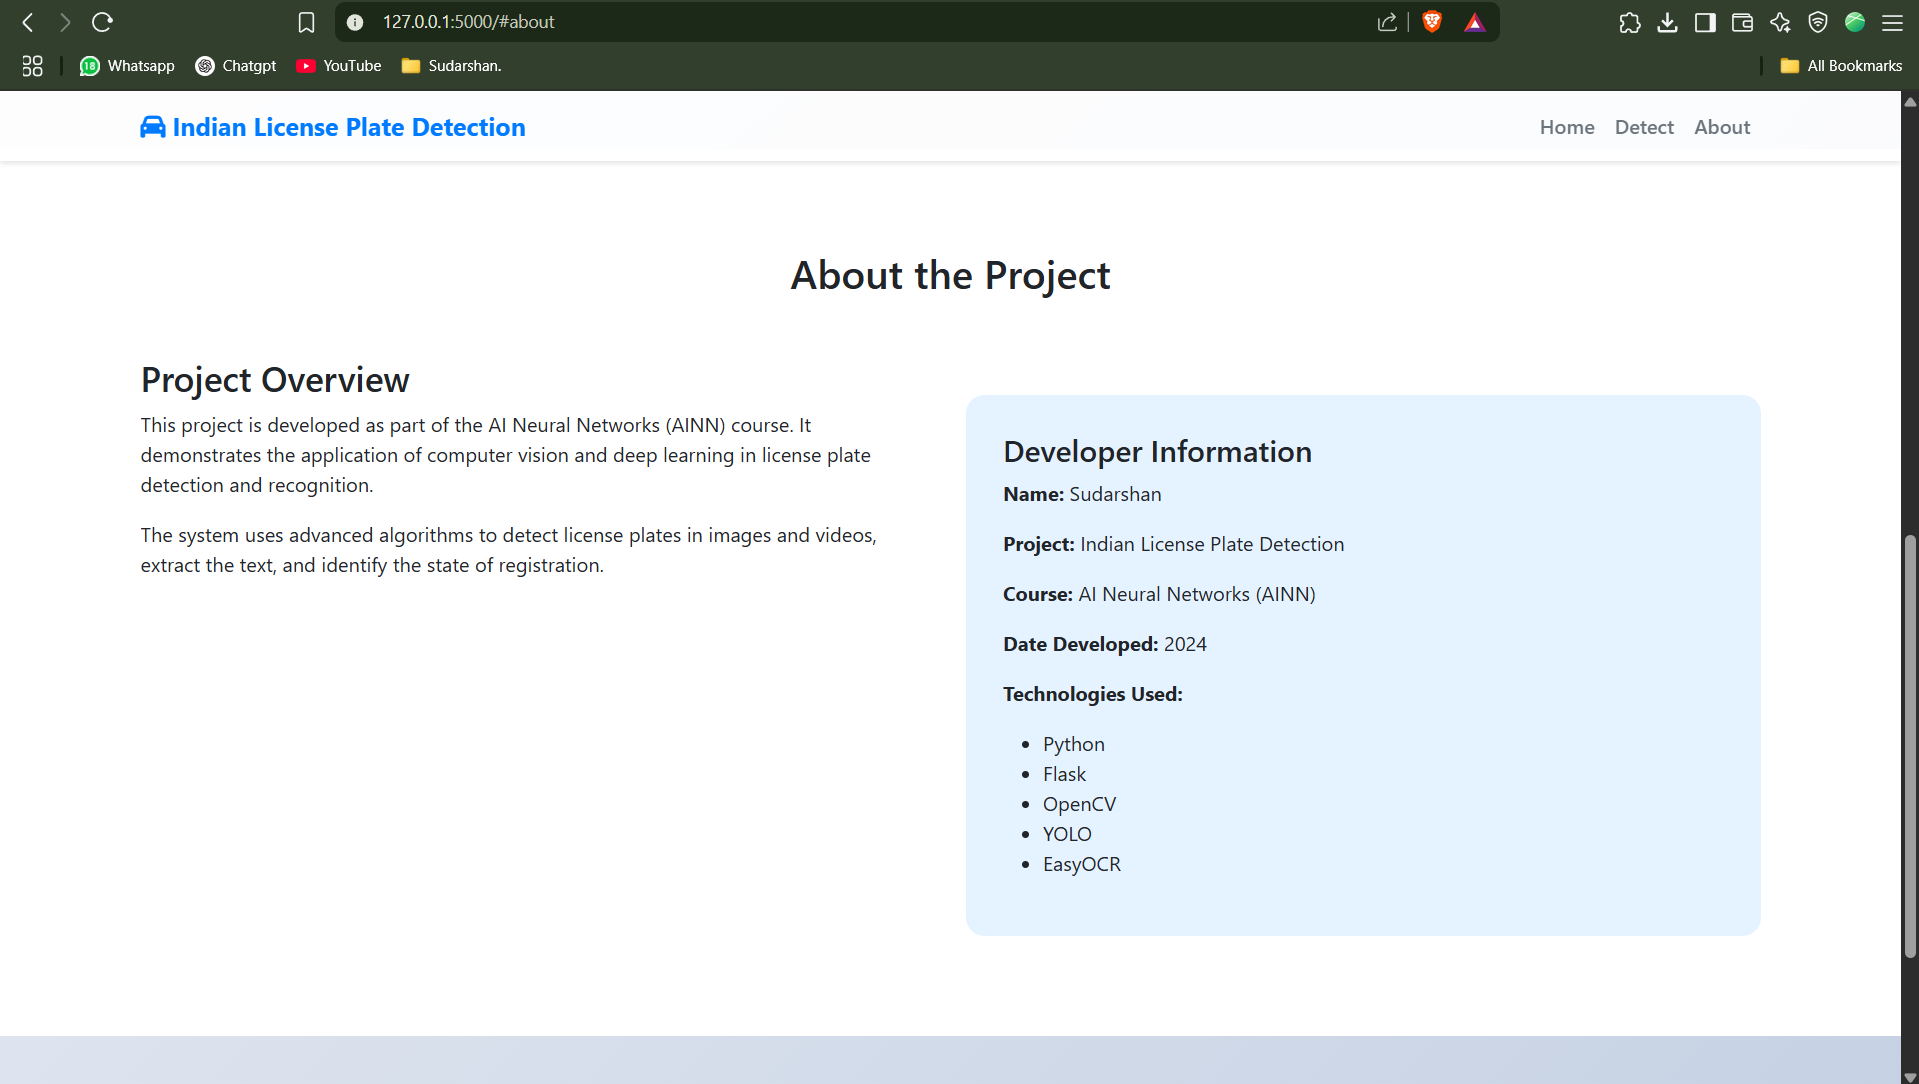 127.0.0.1:5000/#about
18 Whatsapp Chatgpt YouTube Sudarshan. All Bookmarks
Indian License Plate Detection
Home Detect About
About the Project
Project Overview
This project is developed as part of the AI Neural Networks (AINN) course. It
demonstrates the application of computer vision and deep learning in license plate
detection and recognition.
The system uses advanced algorithms to detect license plates in images and videos,
extract the text, and identify the state of registration.
Developer Information
Name: Sudarshan
Project: Indian License Plate Detection
Course: AI Neural Networks (AINN)
Date Developed: 2024
Technologies Used:
• Python
• Flask
• OpenCV
• YOLO
• EasyOCR